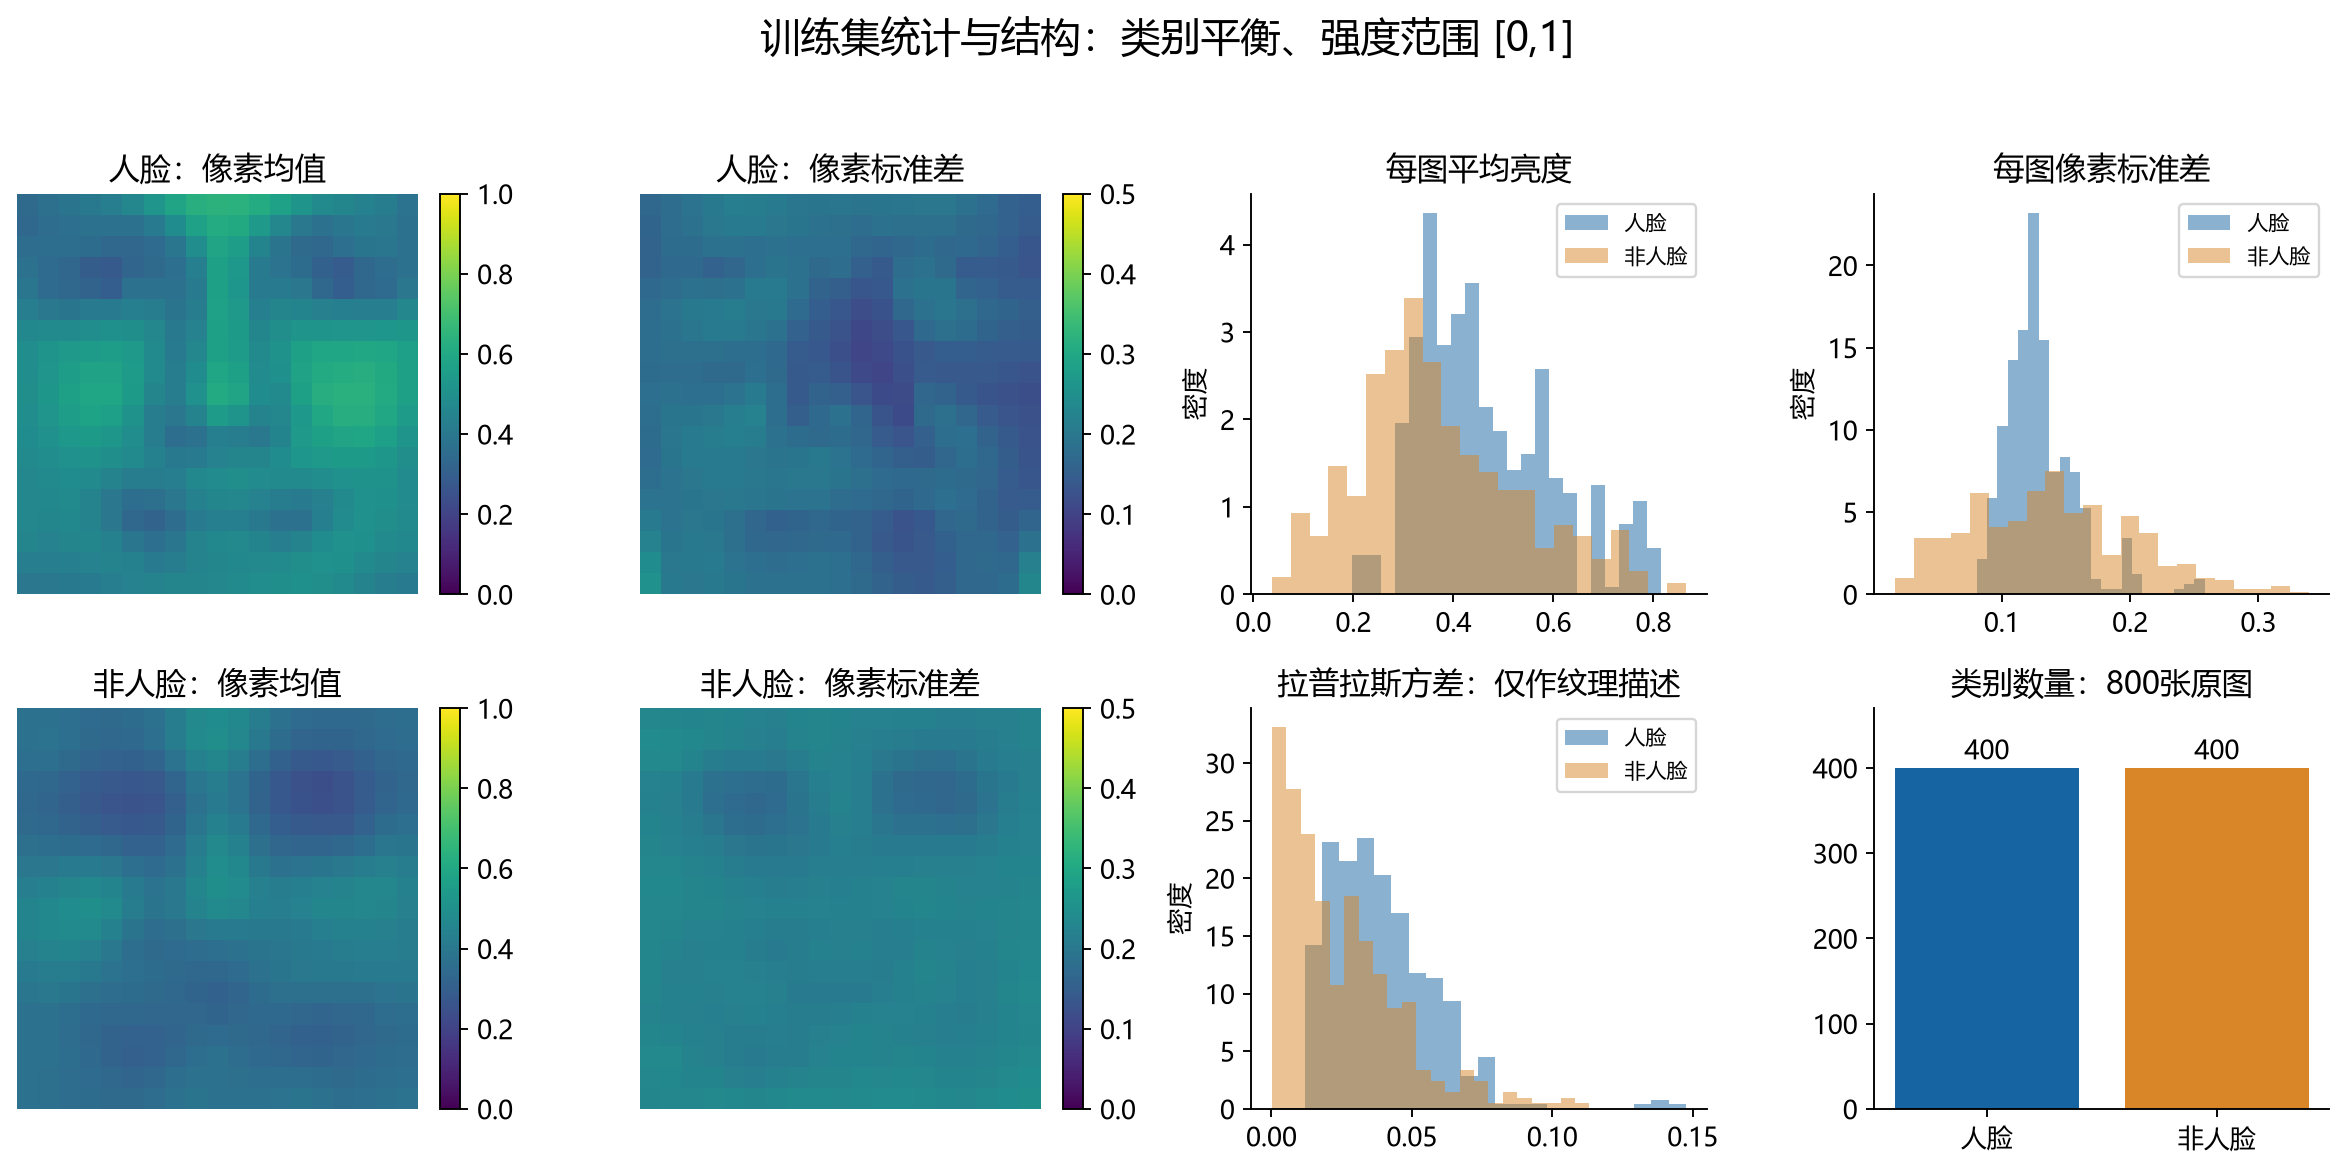 训练集统计与结构：类别平衡、强度范围 [0,1]
人脸：像素均值
1.0
0.8
0.6
0.4
0.2
0.0
人脸：像素标准差
0.5
0.4
0.3
0.2
0.1
0.0
每图平均亮度
密度
4
3
2
1
0
0.0 0.2 0.4 0.6 0.8
人脸
非人脸
每图像素标准差
密度
20
15
10
5
0
0.1 0.2 0.3
人脸
非人脸
非人脸：像素均值
1.0
0.8
0.6
0.4
0.2
0.0
非人脸：像素标准差
0.5
0.4
0.3
0.2
0.1
0.0
拉普拉斯方差：仅作纹理描述
密度
30
25
20
15
10
5
0
0.00 0.05 0.10 0.15
人脸
非人脸
类别数量：800张原图
400 400
400
300
200
100
0
人脸 非人脸